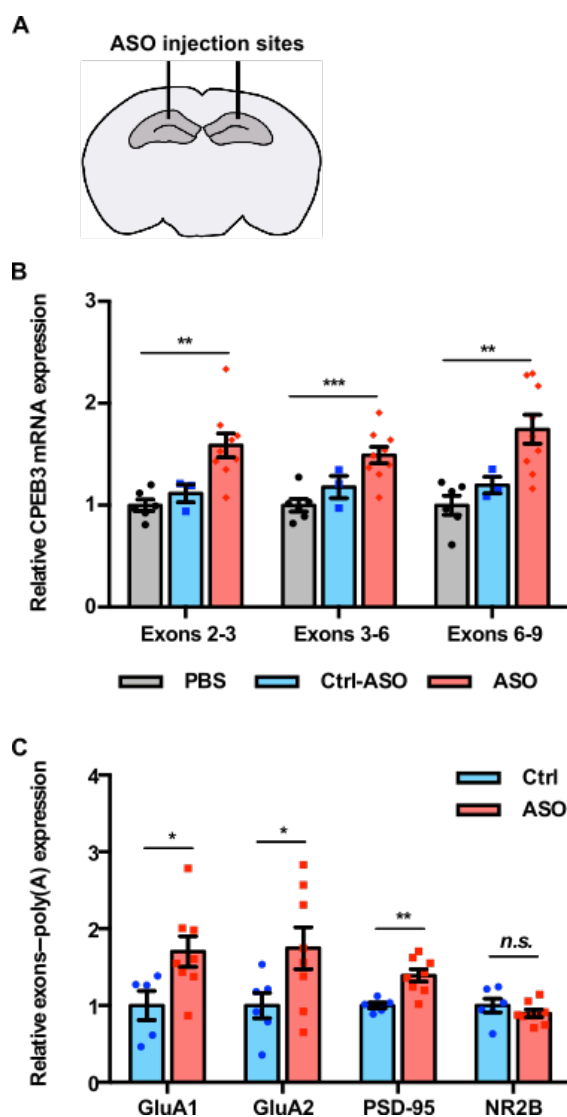 A
ASO injection sites
B
Relative CPEB3 mRNA expression
3
2
1
0
**
***
**
Exons 2-3 Exons 3-6 Exons 6-9
PBS Ctrl-ASO ASO
C
Relative exons–poly(A) expression
4
3
2
1
0
Ctrl
ASO
*
*
**
n.s.
GluA1 GluA2 PSD-95 NR2B